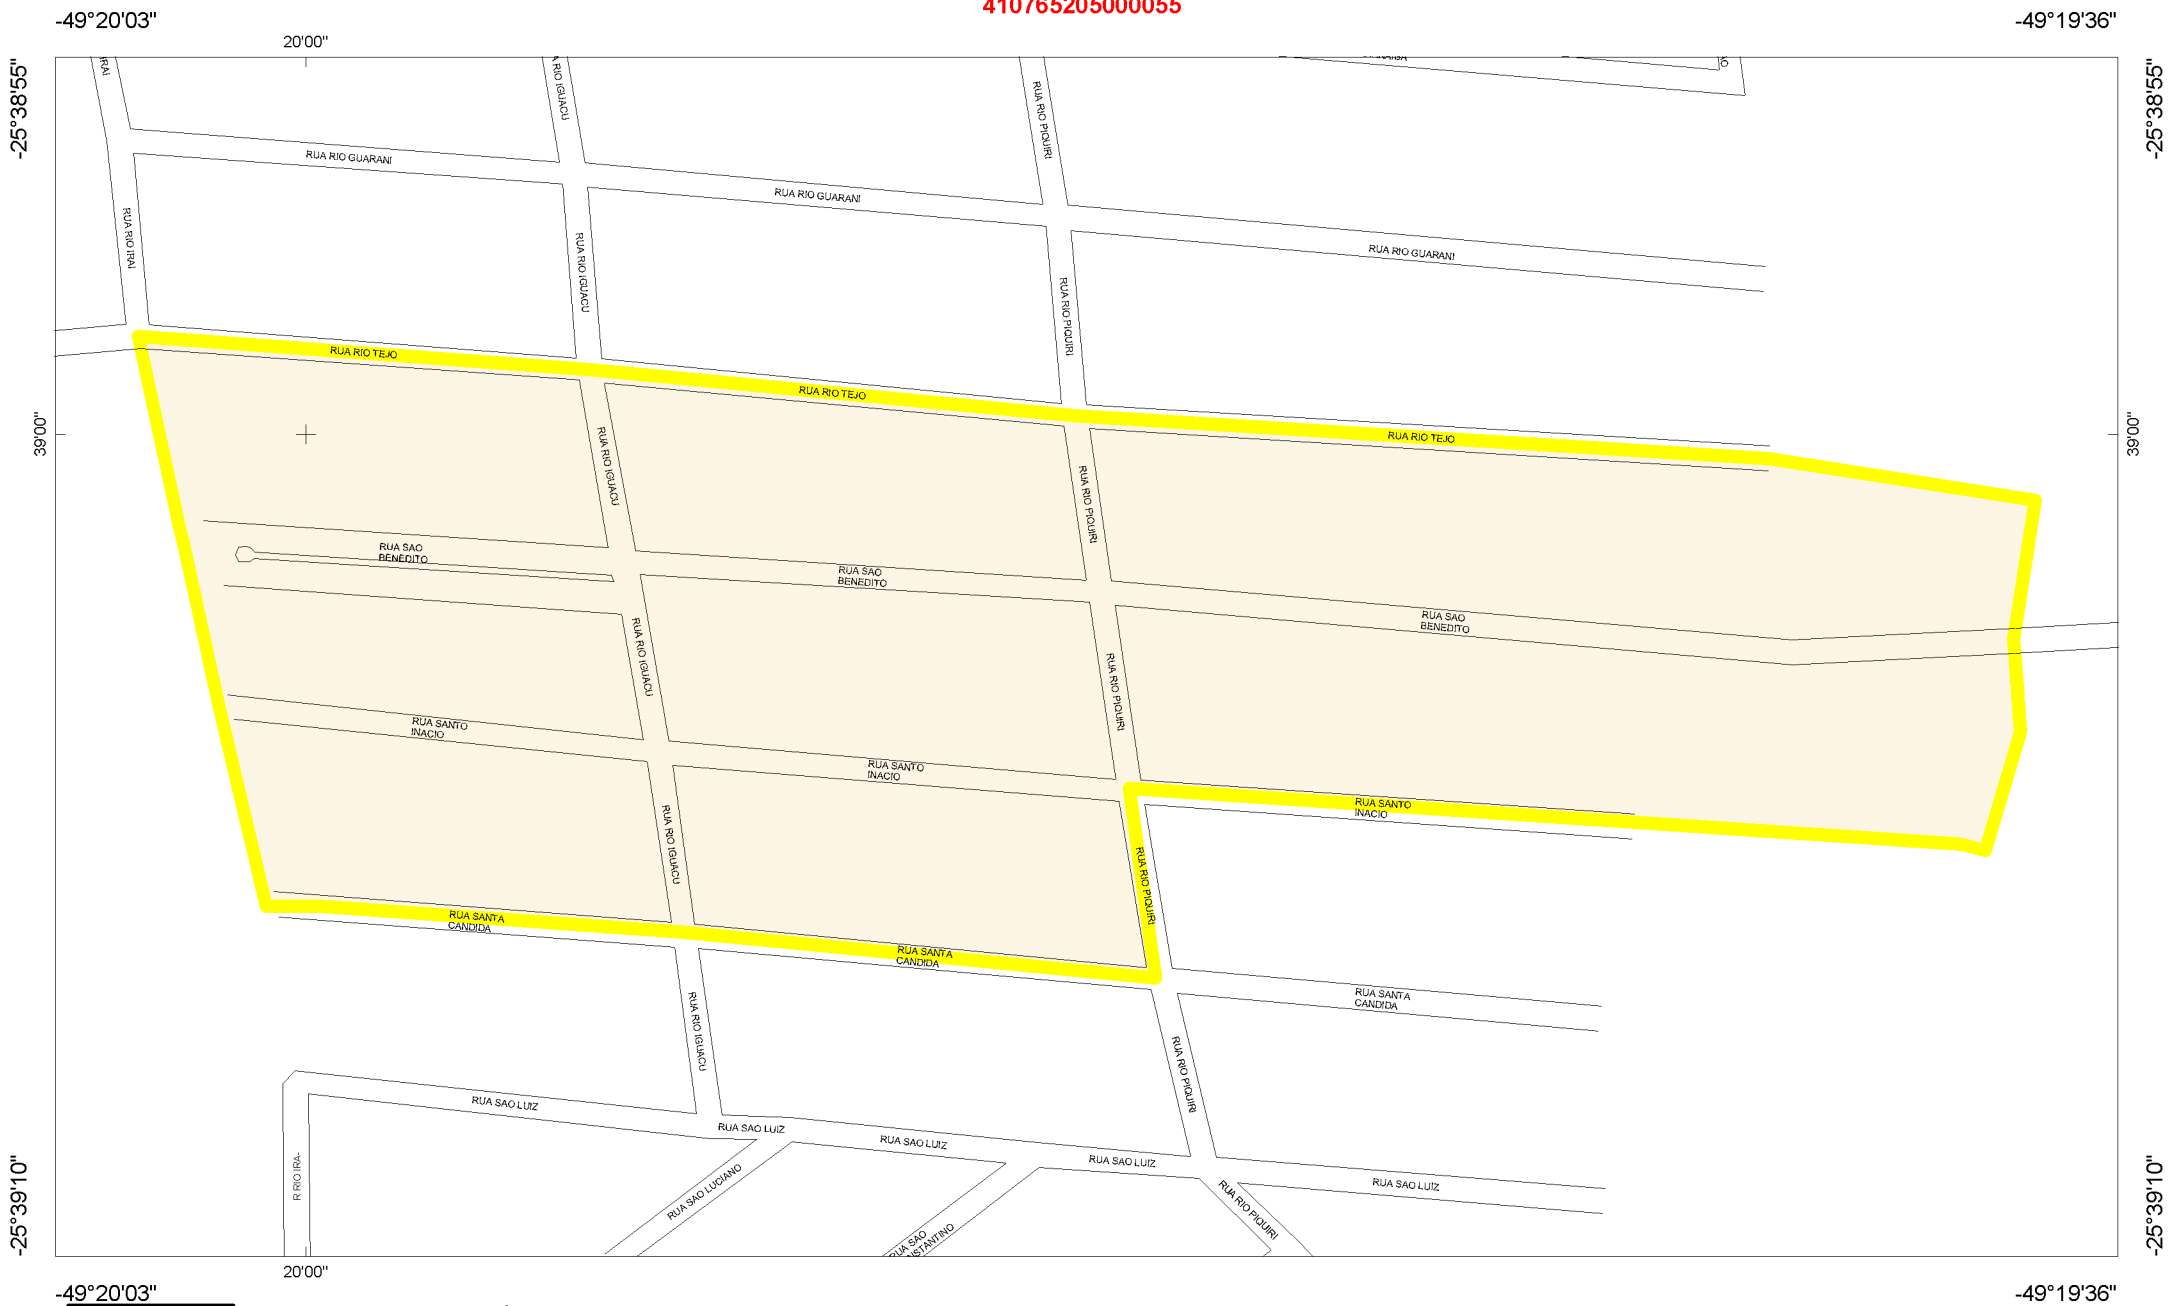 410765205000055
-49°20'03"
-49°19'36"
20'00"
-25°38'55"
-25°38'55"
RUA RIO IGUACU
RUA RIO PIQUIRI
RUA RIO GUARANI
RUA RIO GUARANI
RUA RIO GUARANI
RUA RIO IRAI
RUA RIO IGUACU
RUA RIO PIQUIRI
RUA RIO TEJO
RUA RIO TEJO
RUA RIO TEJO
39'00"
39'00"
RUA RIO IGUACU
RUA RIO PIQUIRI
RUA SAO
BENEDITO
RUA SAO
BENEDITO
RUA SAO
BENEDITO
RUA RIO IGUACU
RUA RIO PIQUIRI
RUA SANTO
INACIO
RUA SANTO
INACIO
RUA SANTO
INACIO
RUA RIO IGUACU
RUA RIO PIQUIRI
RUA SANTA
CANDIDA
RUA SANTA
CANDIDA
RUA SANTA
CANDIDA
RUA RIO IGUACU
RUA RIO PIQUIRI
RUA SAO LUIZ
RUA SAO LUIZ
RUA SAO LUIZ
RUA SAO LUIZ
RUA SAO LUIZ
R RIO IRA-
RUA SAO LUCIANO
RUA SAO
NSTANTINO
RUA RIO PIQUIRI
-25°39'10"
-25°39'10"
20'00"
-49°20'03"
-49°19'36"